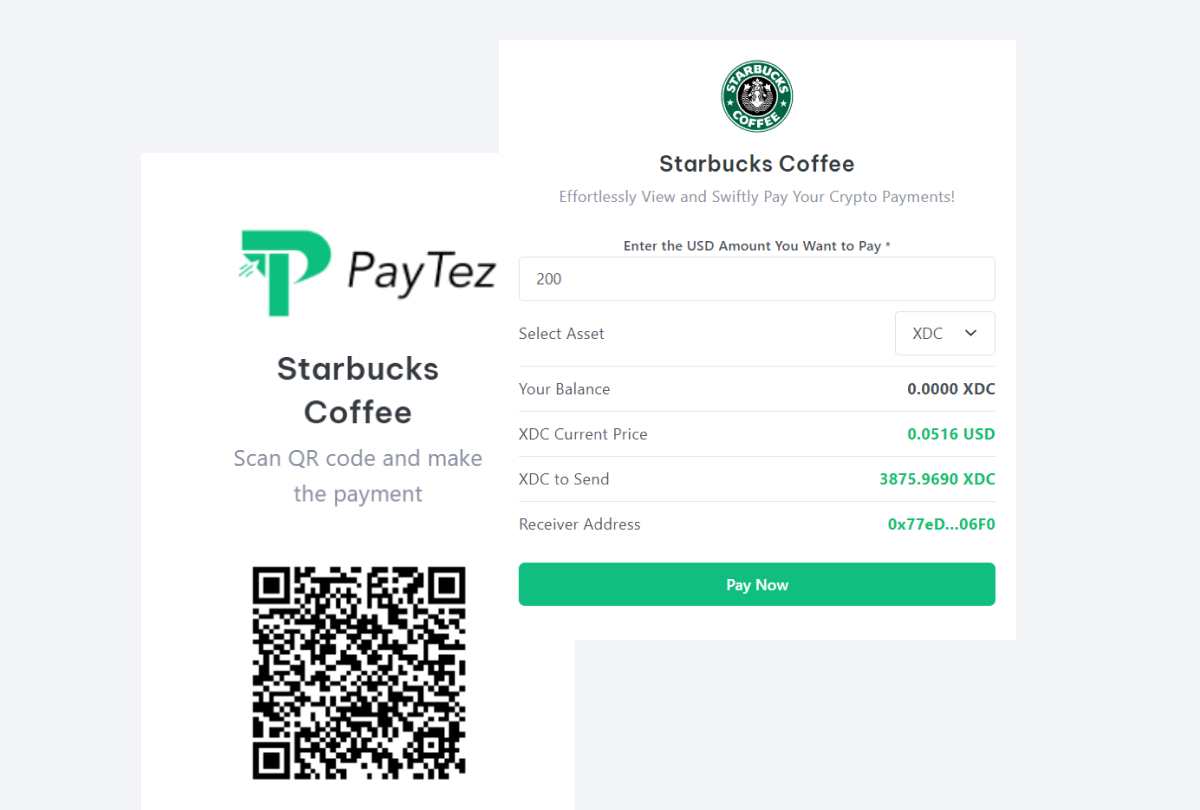 PayTez
Starbucks
Coffee
Scan QR code and make
the payment
STARBUCKS
COFFEE
Starbucks Coffee
Effortlessly View and Swiftly Pay Your Crypto Payments!
Enter the USD Amount You Want to Pay *
200
Select Asset
XDC
Your Balance
0.0000 XDC
XDC Current Price
0.0516 USD
XDC to Send
3875.9690 XDC
Receiver Address
0x77eD...06F0
Pay Now